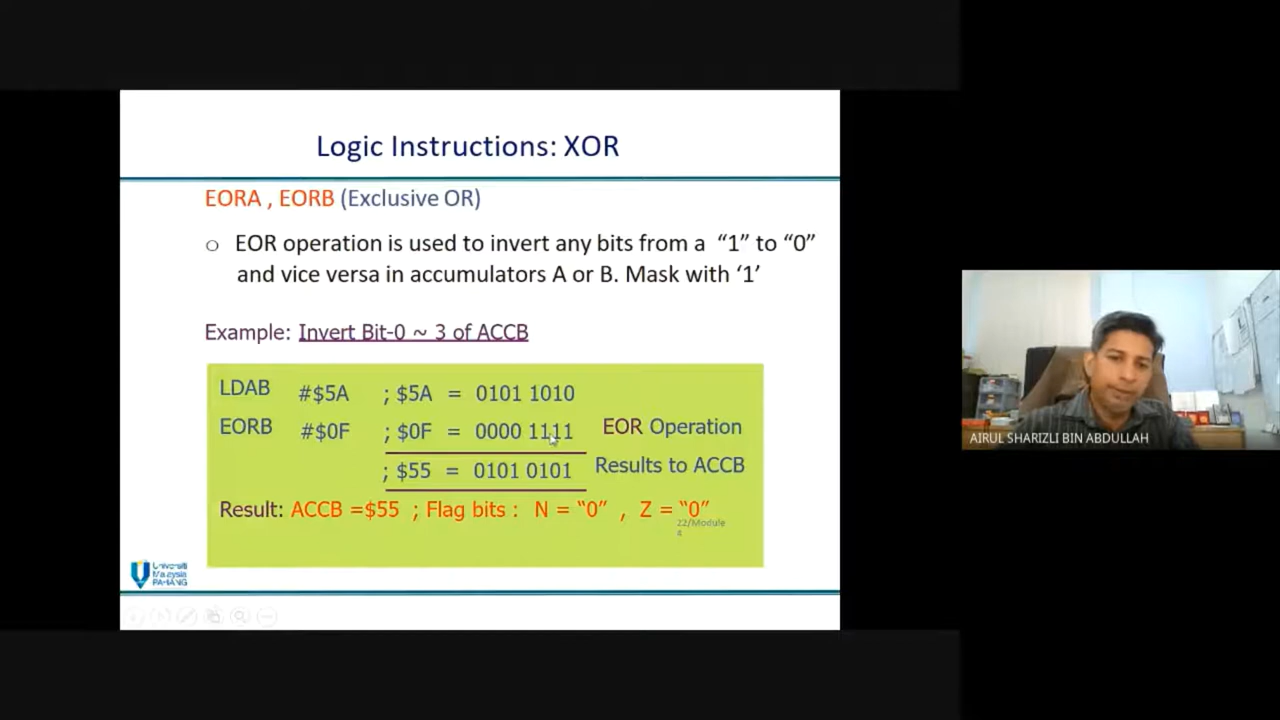 Logic Instructions: XOR
EORA , EORB (Exclusive OR)
o EOR operation is used to invert any bits from a “1” to “0”
and vice versa in accumulators A or B. Mask with ‘1’
Example: Invert Bit-0 ~ 3 of ACCB
LDAB #$5A ; $5A = 0101 1010
EORB #$0F ; $0F = 0000 1111 EOR Operation
; $55 = 0101 0101 Results to ACCB
Result: ACCB =$55 ; Flag bits : N = “0” , Z = “0”
22/Module
4
Universiti
Malaysia
PAHANG
AIRUL SHARIZLI BIN ABDULLAH